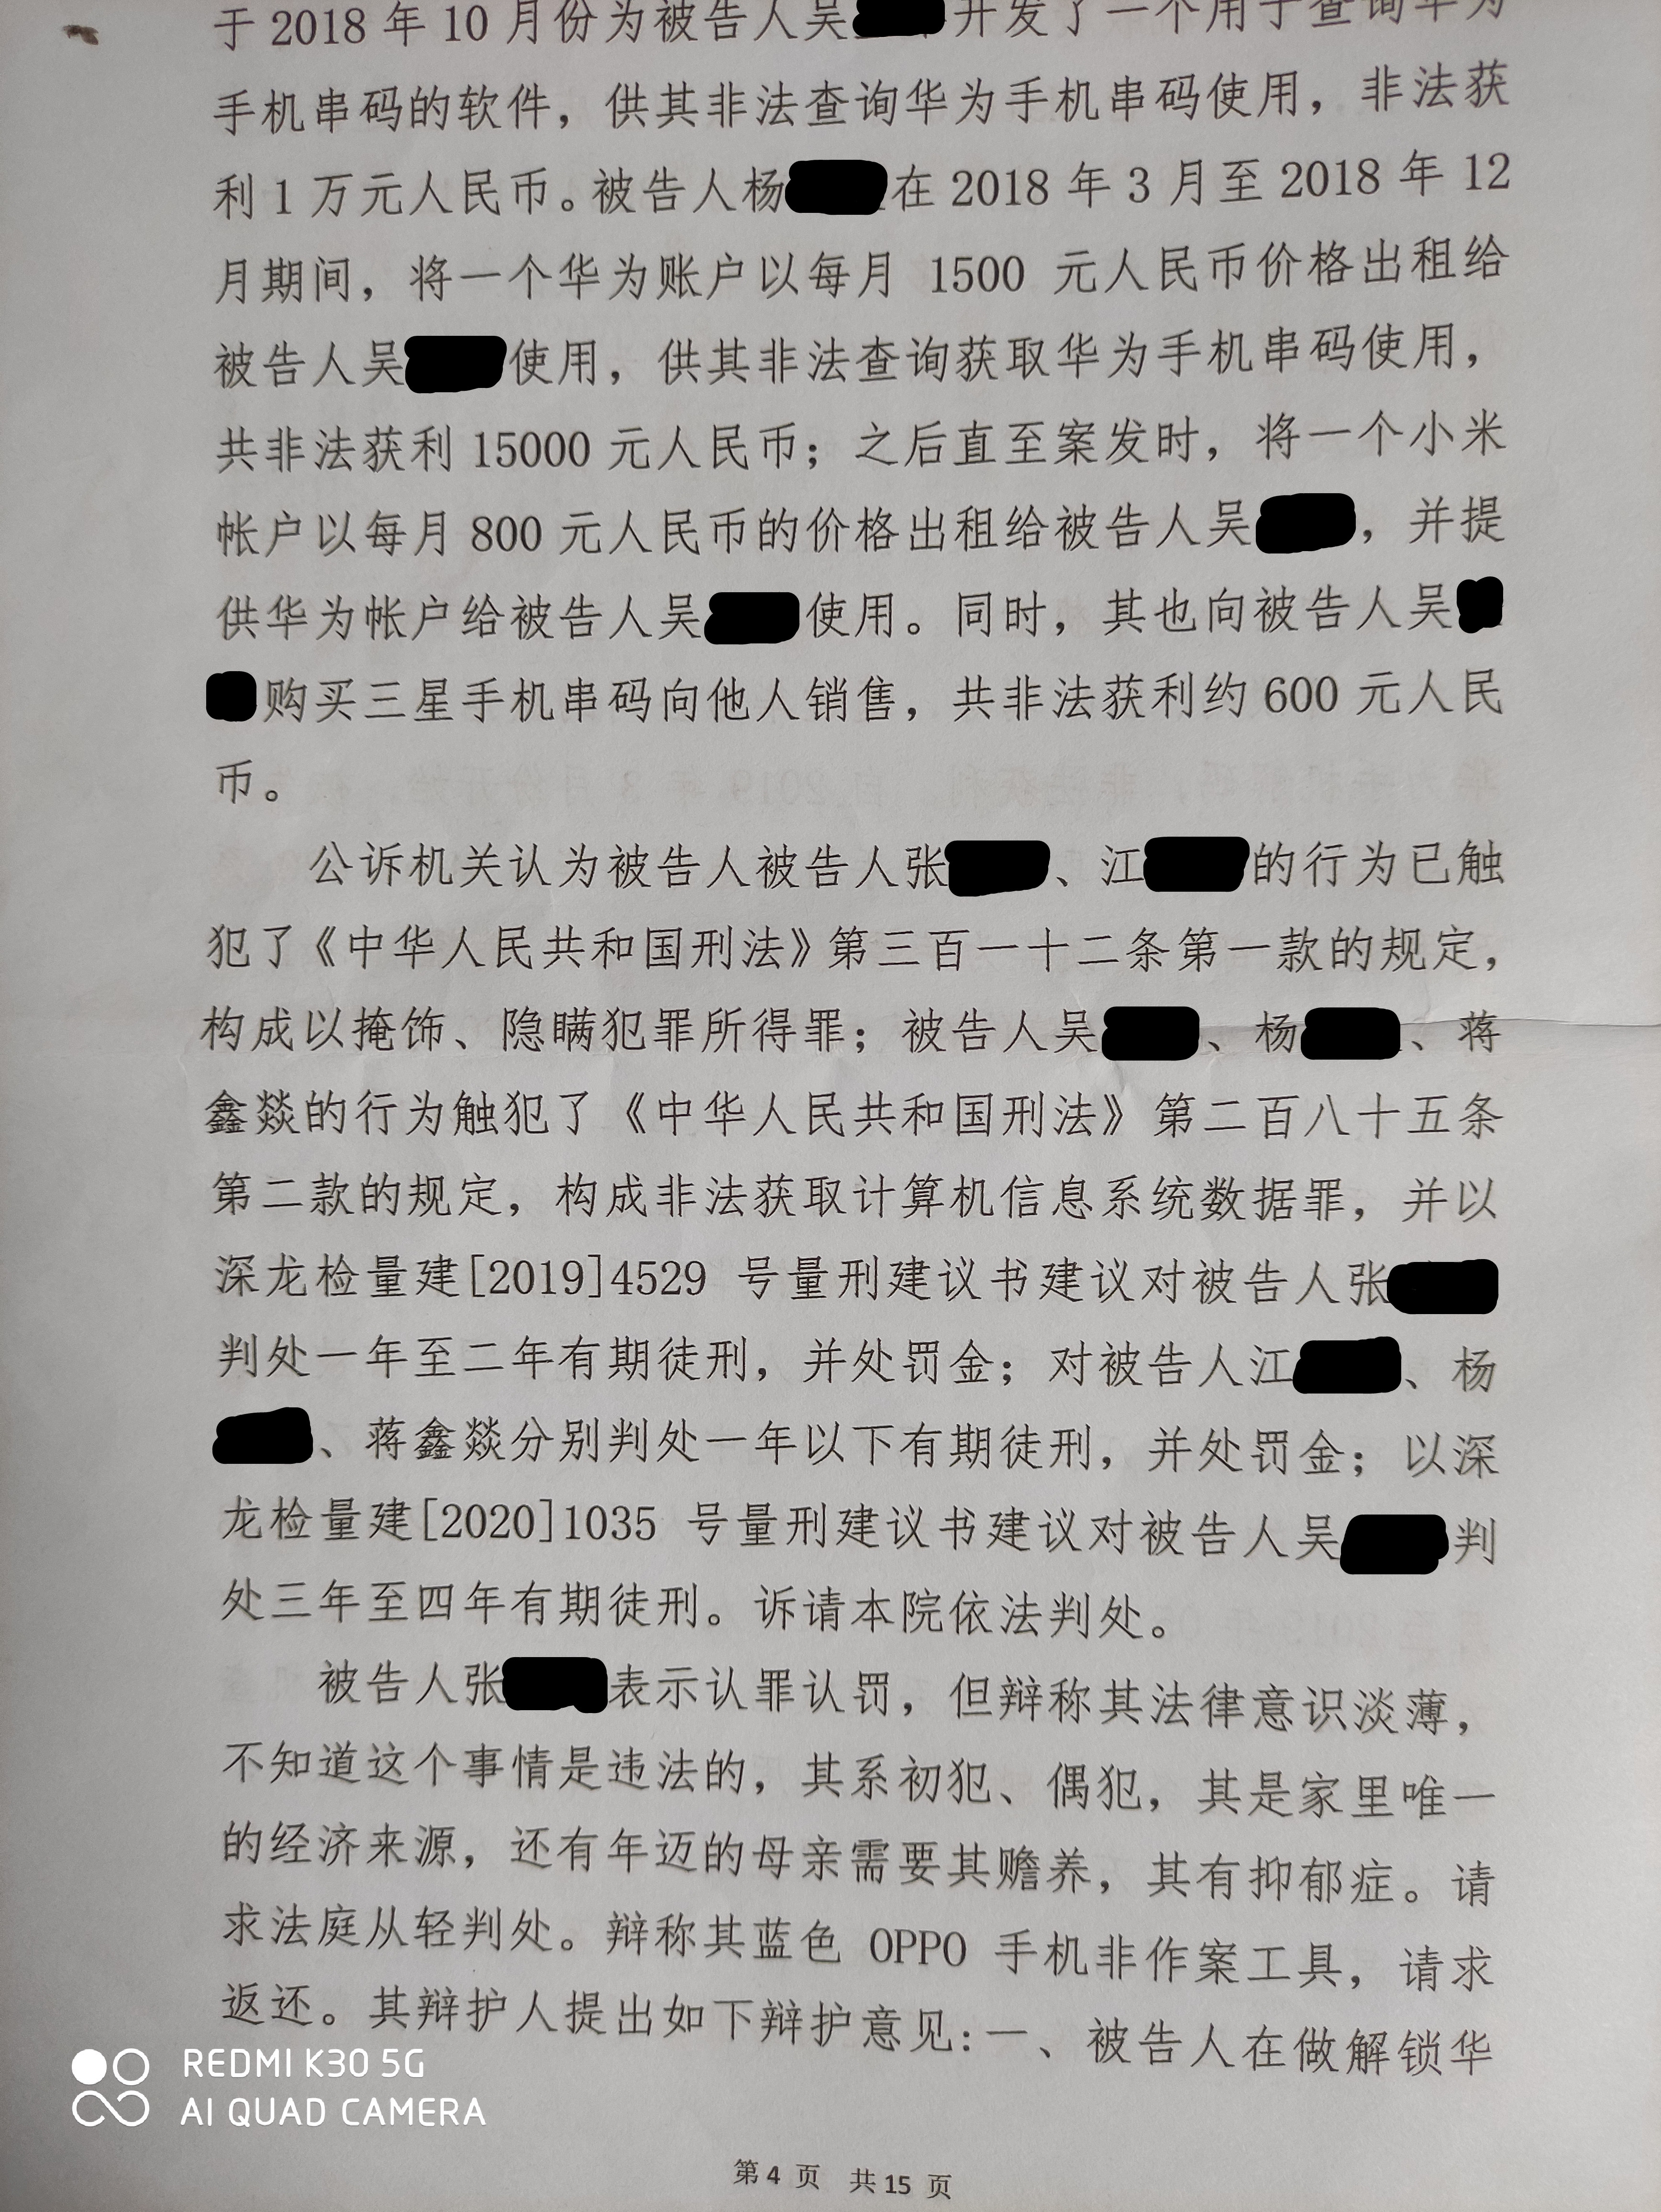 于 2018 年 10 月份为被告人吴 开发了一个用于查询华为
手机串码的软件，供其非法查询华为手机串码使用，非法获
利 1 万元人民币。被告人杨 在 2018 年 3 月至 2018 年 12
月期间，将一个华为账户以每月 1500 元人民币价格出租给
被告人吴 使用，供其非法查询获取华为手机串码使用，
共非法获利 15000 元人民币；之后直至案发时，将一个小米
帐户以每月 800 元人民币的价格出租给被告人吴 ，并提
供华为帐户给被告人吴 使用。同时，其也向被告人吴
购买三星手机串码向他人销售，共非法获利约 600 元人民
币。
公诉机关认为被告人被告人张 、江 的行为已触
犯了《中华人民共和国刑法》第三百一十二条第一款的规定，
构成以掩饰、隐瞒犯罪所得罪；被告人吴 、杨 、蒋
鑫燚的行为触犯了《中华人民共和国刑法》第二百八十五条
第二款的规定，构成非法获取计算机信息系统数据罪，并以
深龙检量建[2019]4529 号量刑建议书建议对被告人张
判处一年至二年有期徒刑，并处罚金；对被告人江 、杨
、蒋鑫燚分别判处一年以下有期徒刑，并处罚金；以深
龙检量建[2020]1035 号量刑建议书建议对被告人吴 判
处三年至四年有期徒刑。诉请本院依法判处。
被告人张 表示认罪认罚，但辩称其法律意识淡薄，
不知道这个事情是违法的，其系初犯、偶犯，其是家里唯一
的经济来源，还有年迈的母亲需要其赡养，其有抑郁症。请
求法庭从轻判处。辩称其蓝色 OPPO 手机非作案工具，请求
返还。其辩护人提出如下辩护意见：一、被告人在做解锁华
REDMI K30 5G
AI QUAD CAMERA
第 4 页 共 15 页